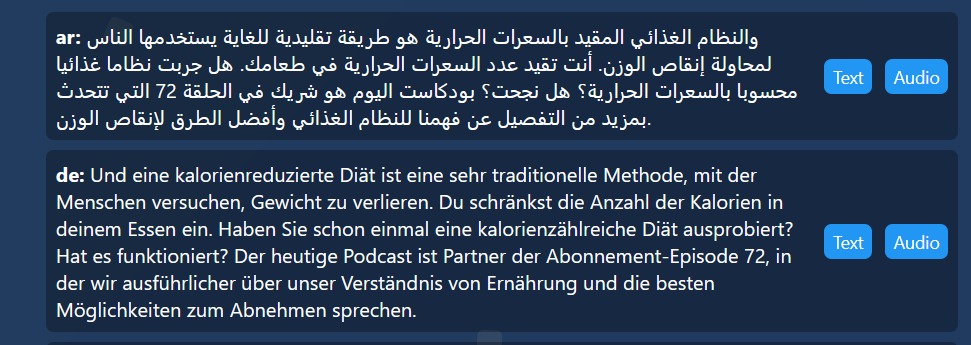 ar: والنظام الغذائي المقيد بالسعرات الحرارية هو طريقة تقليدية للغاية يستخدمها الناس
لمحاولة إنقاص الوزن. أنت تقيد عدد السعرات الحرارية في طعامك. هل جربت نظاما غذائيا
محسوبا بالسعرات الحرارية؟ هل نجحت؟ بودكاست اليوم هو شريك في الحلقة 72 التي تتحدث
بمزيد من التفصيل عن فهمنا للنظام الغذائي وأفضل الطرق لإنقاص الوزن.
Text Audio
de: Und eine kalorienreduzierte Diät ist eine sehr traditionelle Methode, mit der
Menschen versuchen, Gewicht zu verlieren. Du schränkst die Anzahl der Kalorien in
deinem Essen ein. Haben Sie schon einmal eine kalorienzählreiche Diät ausprobiert?
Hat es funktioniert? Der heutige Podcast ist Partner der Abonnement-Episode 72, in
der wir ausführlicher über unser Verständnis von Ernährung und die besten
Möglichkeiten zum Abnehmen sprechen.
Text Audio